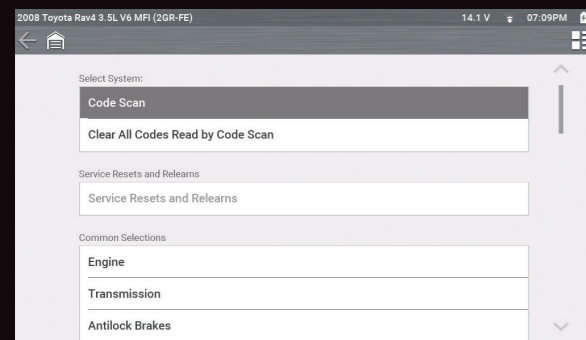 2008 Toyota Rav4 3.5L V6 MFI (2GR-FE) 14.1 V 07:09PM
Select System:
Code Scan
Clear All Codes Read by Code Scan
Service Resets and Relearns
Service Resets and Relearns
Common Selections
Engine
Transmission
Antilock Brakes